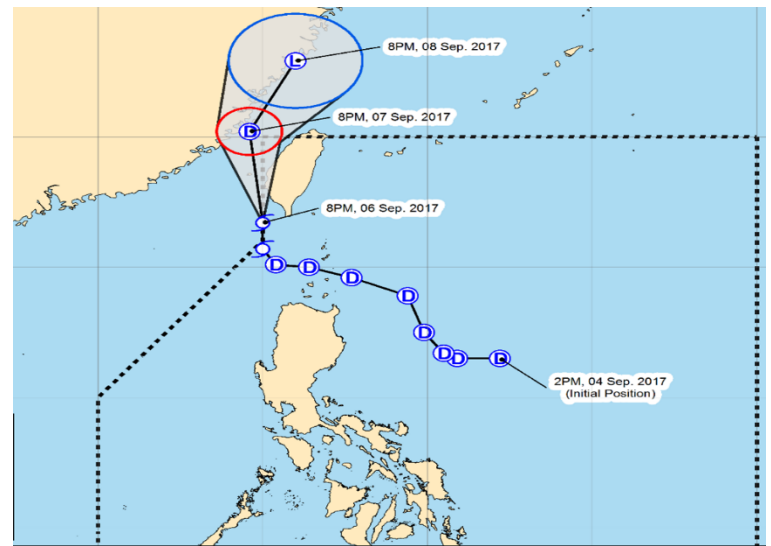 L
8PM, 08 Sep. 2017
D
8PM, 07 Sep. 2017
8PM, 06 Sep. 2017
D
D
D
D
D
D
D
D
2PM, 04 Sep. 2017
(Initial Position)